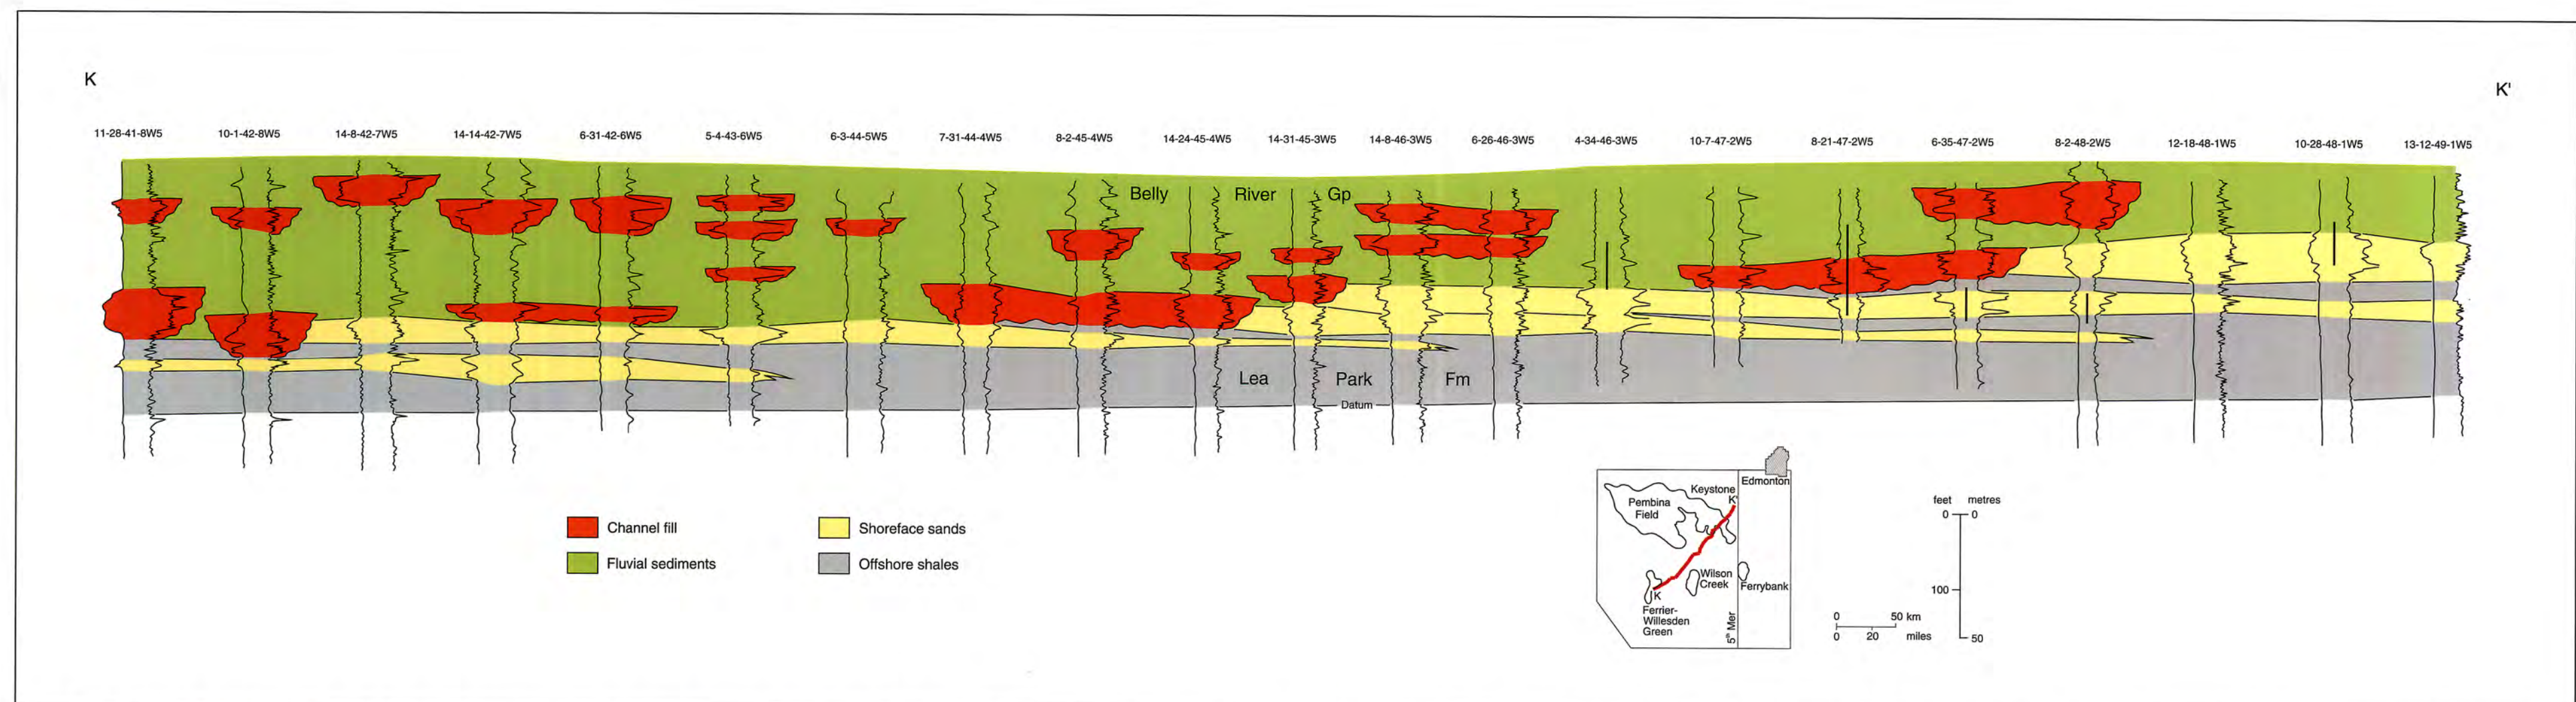 K
K'
11-28-41-8W5 10-1-42-8W5 14-8-42-7W5 14-14-42-7W5 6-31-42-6W5 5-4-43-6W5 6-3-44-5W5 7-31-44-4W5 8-2-45-4W5 14-24-45-4W5 14-31-45-3W5 14-8-46-3W5 6-26-46-3W5 4-34-46-3W5 10-7-47-2W5 8-21-47-2W5 6-35-47-2W5 8-2-48-2W5 12-18-48-1W5 10-28-48-1W5 13-12-49-1W5
Belly River Gp
Lea Park Fm
Datum
Channel fill
Fluvial sediments
Shoreface sands
Offshore shales
Edmonton
Keystone
K'
Pembina
Field
Wilson
Creek
Ferrybank
K
Ferrier-
Willesden
Green
5th Mer
0 50 km
0 20 miles
feet metres
0 0
100
50